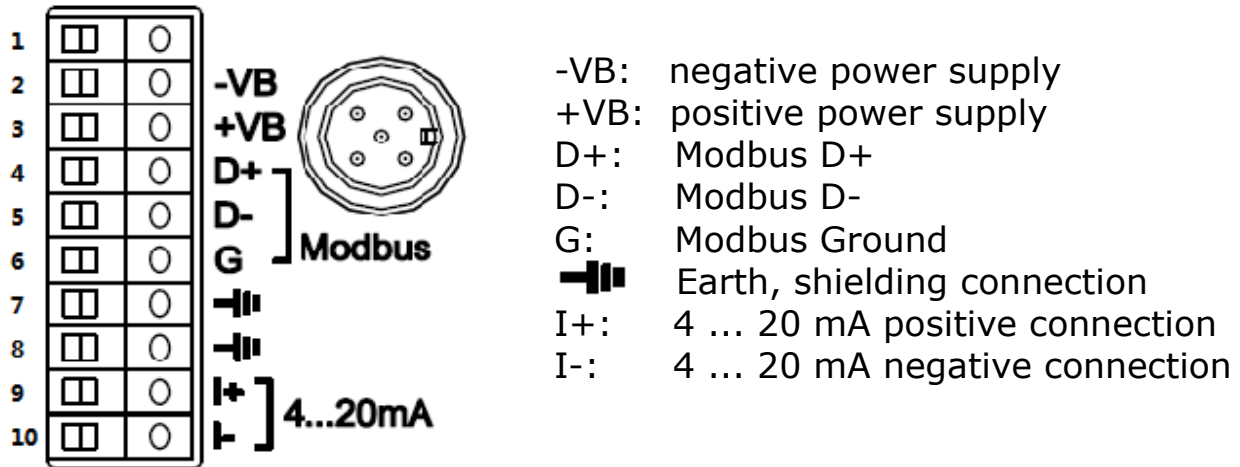 1
2 -VB
3 +VB
4 D+
5 D-
6 G
Modbus
7
8
9 I+
10 I-
4...20mA
-VB: negative power supply
+VB: positive power supply
D+: Modbus D+
D-: Modbus D-
G: Modbus Ground
Earth, shielding connection
I+: 4 ... 20 mA positive connection
I-: 4 ... 20 mA negative connection